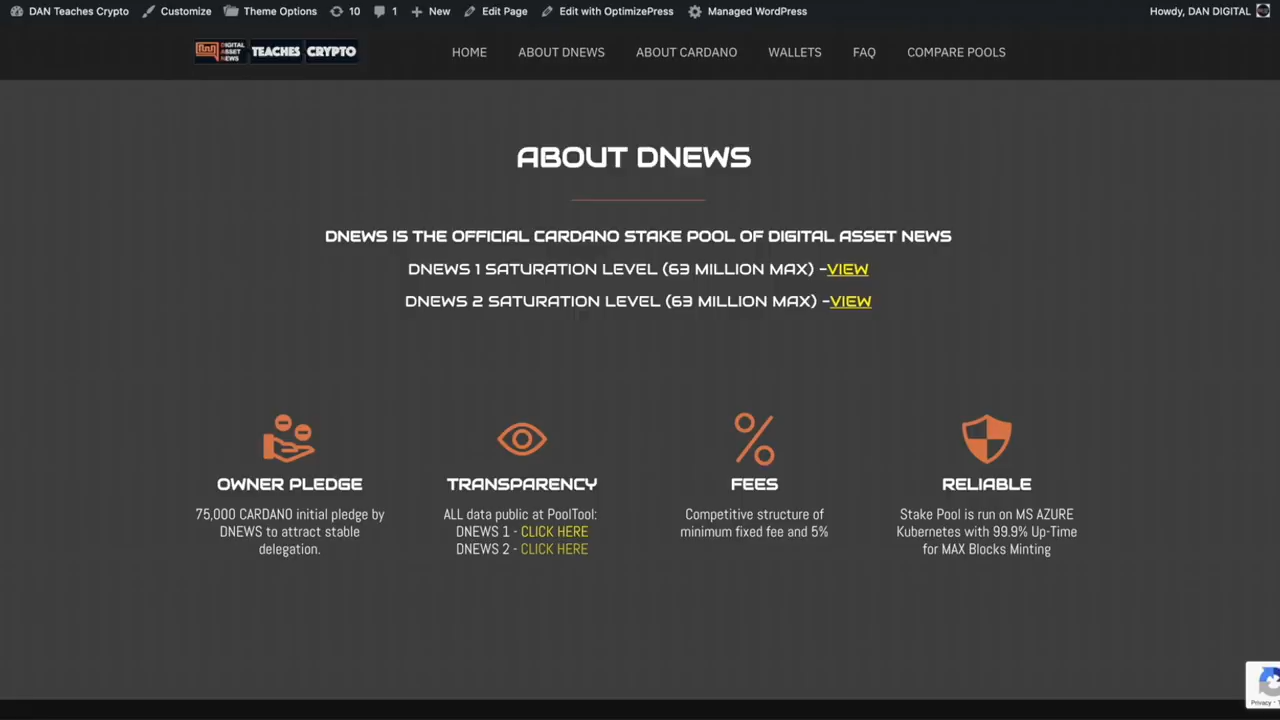 DAN Teaches Crypto Customize Theme Options 10 1 New Edit Page Edit with OptimizePress Managed WordPress Howdy, DAN DIGITAL
DIGITAL ASSET NEWS TEACHES CRYPTO
HOME ABOUT DNEWS ABOUT CARDANO WALLETS FAQ COMPARE POOLS
ABOUT DNEWS
DNEWS IS THE OFFICIAL CARDANO STAKE POOL OF DIGITAL ASSET NEWS
DNEWS 1 SATURATION LEVEL (63 MILLION MAX) -VIEW
DNEWS 2 SATURATION LEVEL (63 MILLION MAX) -VIEW
OWNER PLEDGE
75,000 CARDANO initial pledge by
DNEWS to attract stable
delegation.
TRANSPARENCY
ALL data public at PoolTool:
DNEWS 1 - CLICK HERE
DNEWS 2 - CLICK HERE
FEES
Competitive structure of
minimum fixed fee and 5%
RELIABLE
Stake Pool is run on MS AZURE
Kubernetes with 99.9% Up-Time
for MAX Blocks Minting
Privacy